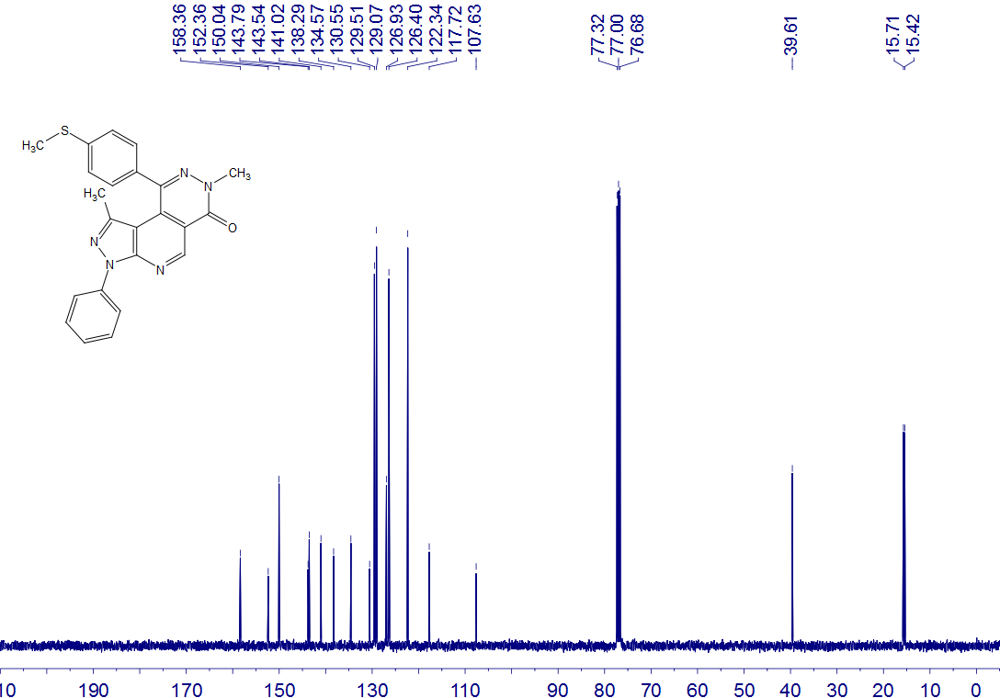 158.36
152.36
150.04
143.79
143.54
141.02
138.29
134.57
130.55
129.51
129.07
126.93
126.40
122.34
117.72
107.63
77.32
77.00
76.68
39.61
15.71
15.42
S
H₃C
N
CH₃
N
H₃C
O
N
N
N
10 190 170 150 130 110 90 80 70 60 50 40 30 20 10 0